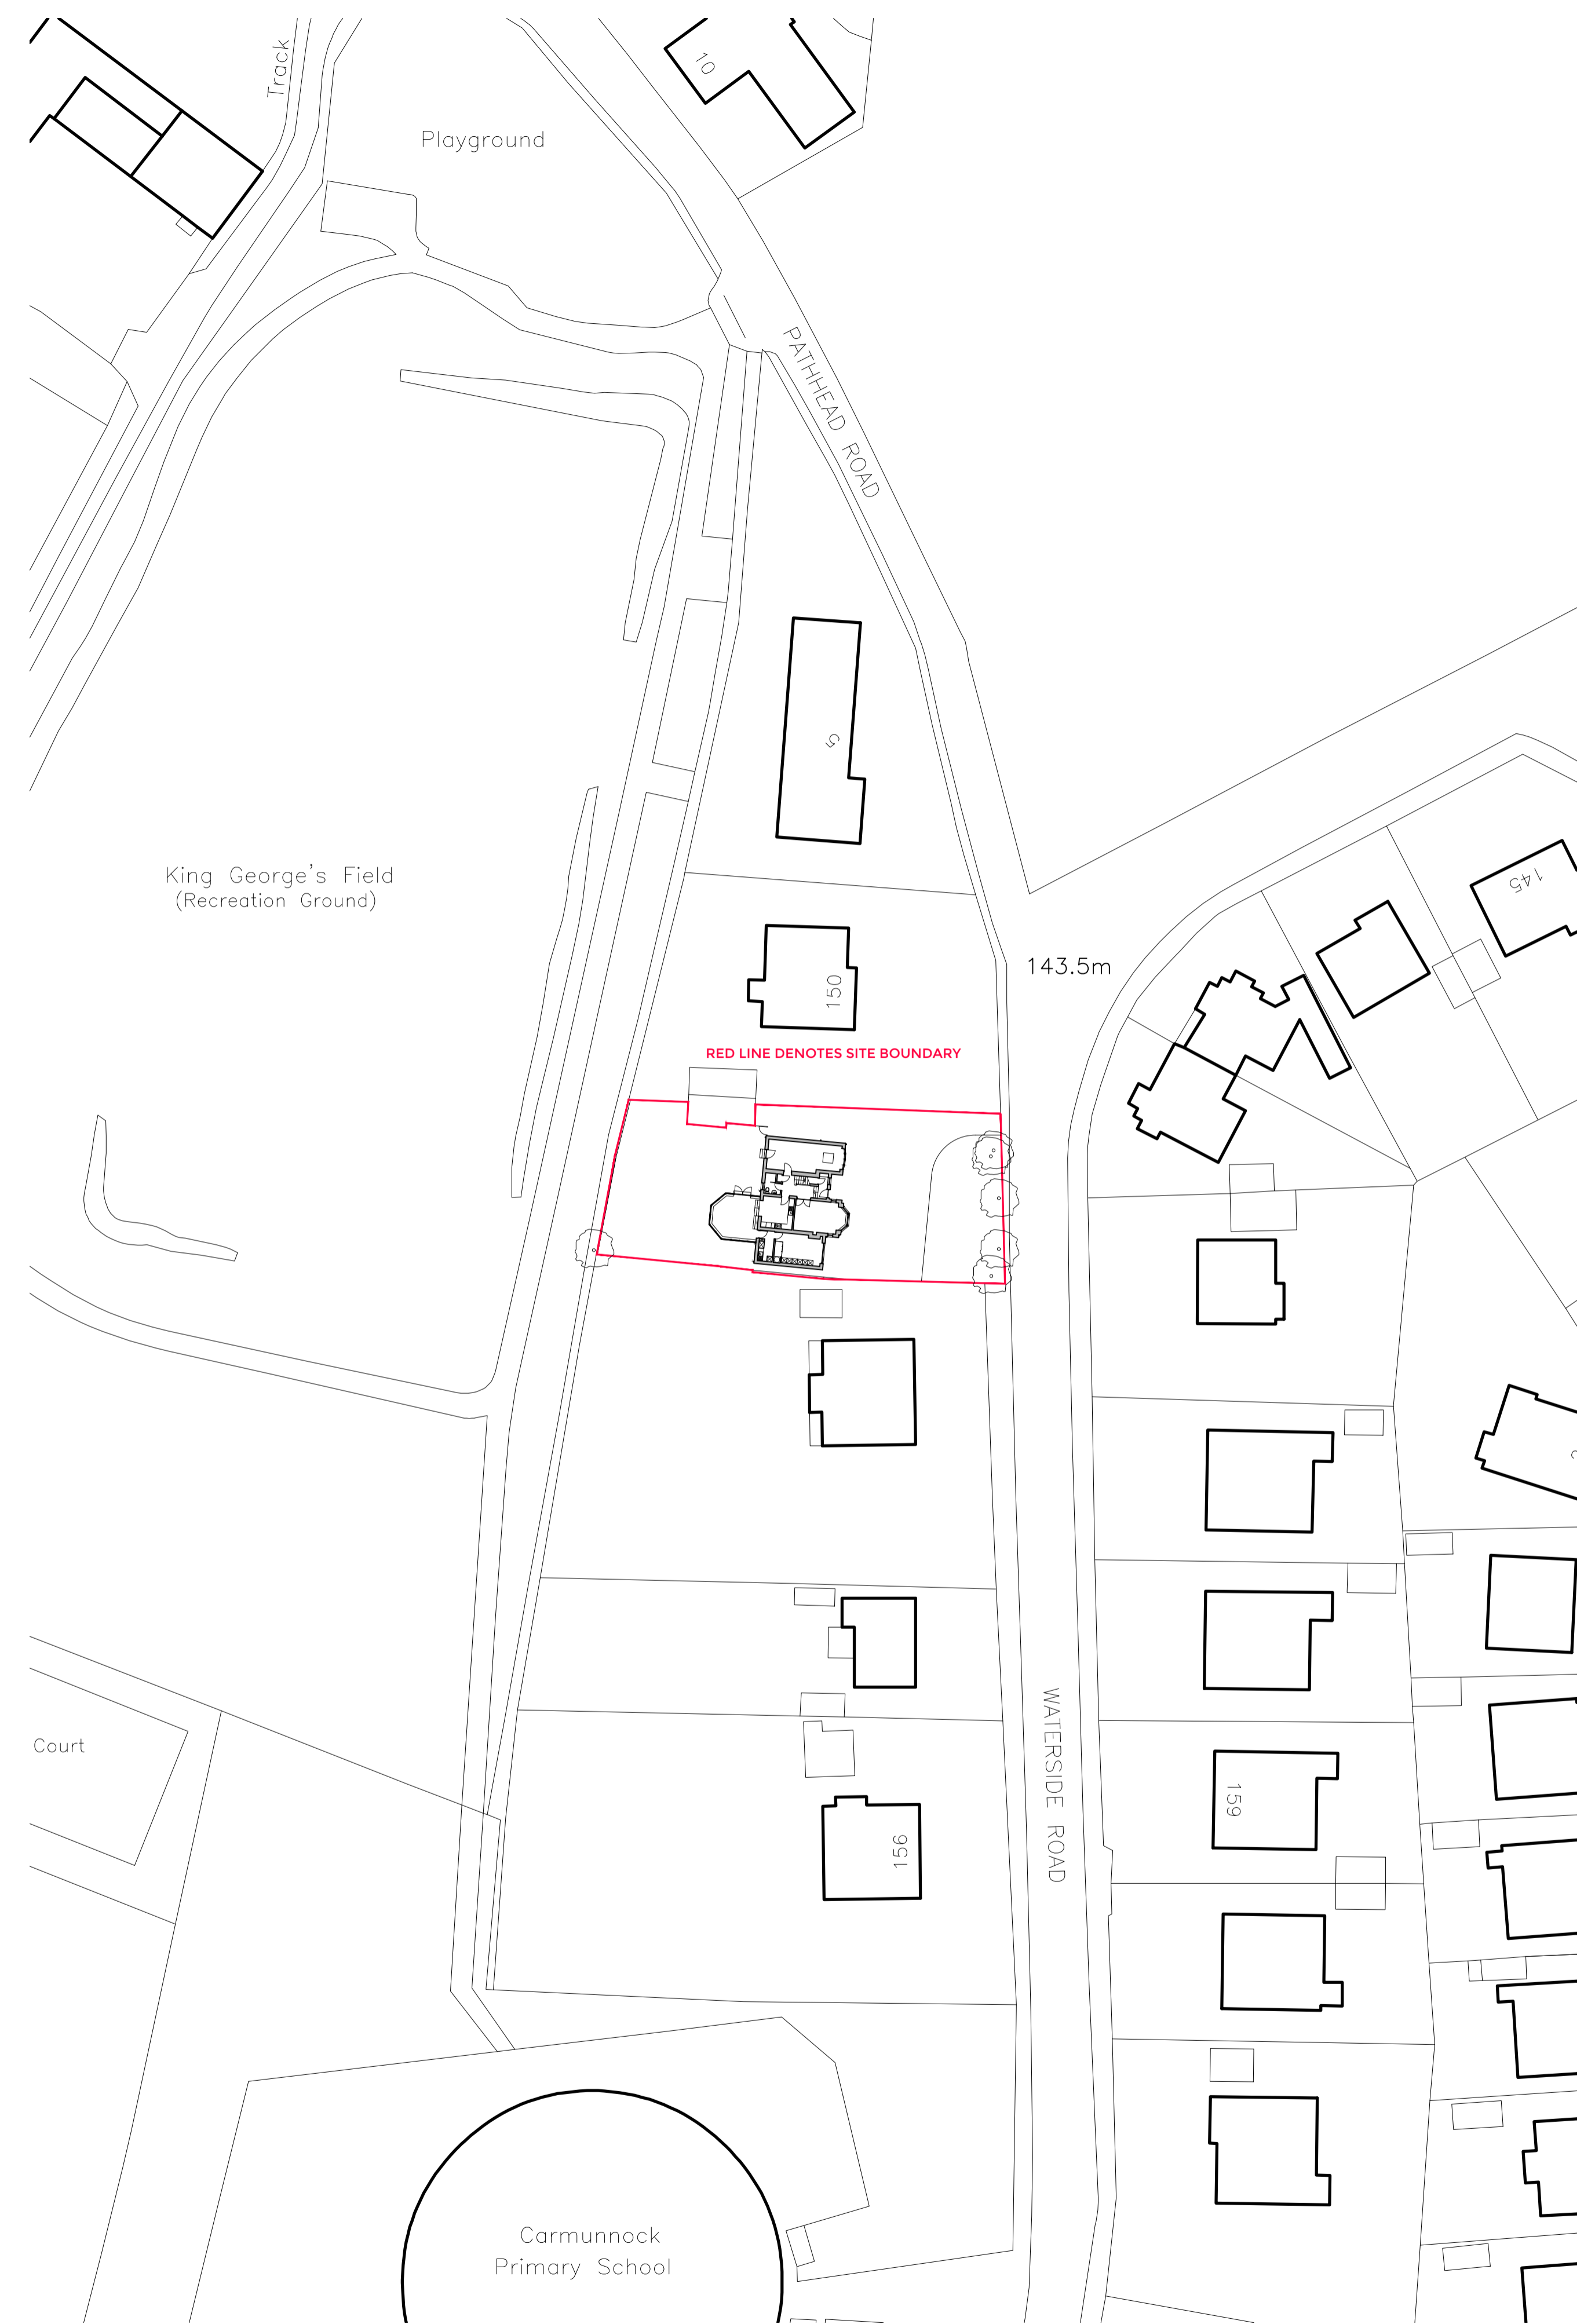 Track
10
Playground
PATHHEAD ROAD
5
King George's Field
(Recreation Ground)
145
143.5m
150
RED LINE DENOTES SITE BOUNDARY
WATERSIDE ROAD
Court
159
156
Carmunnock
Primary School